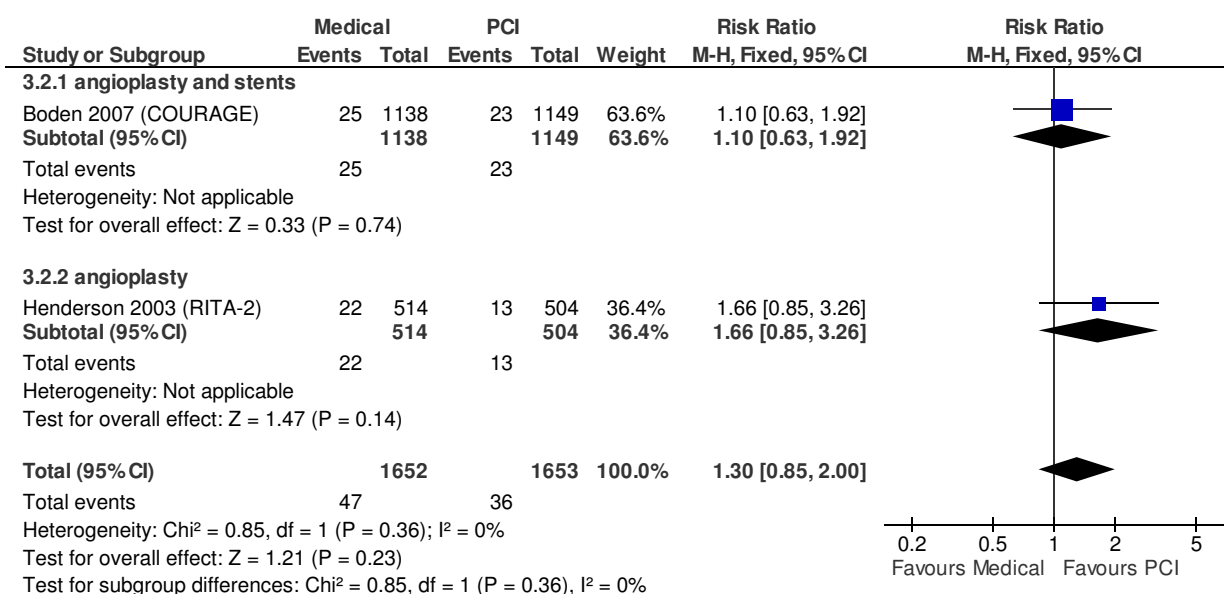 Medical PCI Risk Ratio Risk Ratio
Study or Subgroup Events Total Events Total Weight M-H, Fixed, 95% CI M-H, Fixed, 95% CI
3.2.1 angioplasty and stents
Boden 2007 (COURAGE) 25 1138 23 1149 63.6% 1.10 [0.63, 1.92]
Subtotal (95% CI) 1138 1149 63.6% 1.10 [0.63, 1.92]
Total events 25 23
Heterogeneity: Not applicable
Test for overall effect: Z = 0.33 (P = 0.74)
3.2.2 angioplasty
Henderson 2003 (RITA-2) 22 514 13 504 36.4% 1.66 [0.85, 3.26]
Subtotal (95% CI) 514 504 36.4% 1.66 [0.85, 3.26]
Total events 22 13
Heterogeneity: Not applicable
Test for overall effect: Z = 1.47 (P = 0.14)
Total (95% CI) 1652 1653 100.0% 1.30 [0.85, 2.00]
Total events 47 36
Heterogeneity: Chi² = 0.85, df = 1 (P = 0.36); I² = 0%
Test for overall effect: Z = 1.21 (P = 0.23)
Test for subgroup differences: Chi² = 0.85, df = 1 (P = 0.36), I² = 0%
0.2 0.5 1 2 5
Favours Medical Favours PCI